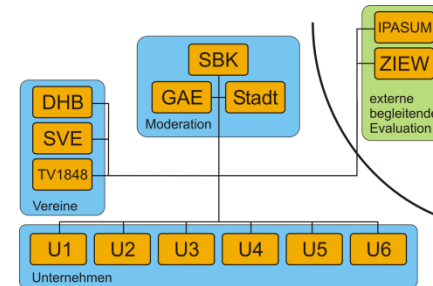 SBK
GAE Stadt
Moderation
DHB
SVE
TV1848
Vereine
IPASUM
ZIEW
externe
begleitende
Evaluation
U1 U2 U3 U4 U5 U6
Unternehmen